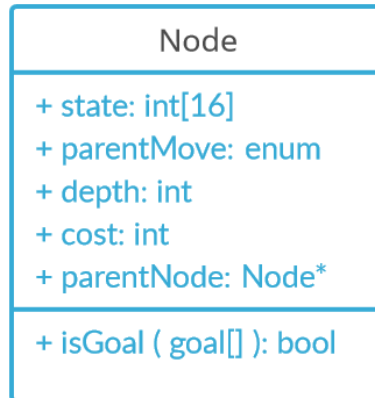 Node
+ state: int[16]
+ parentMove: enum
+ depth: int
+ cost: int
+ parentNode: Node*
+ isGoal ( goal[] ): bool